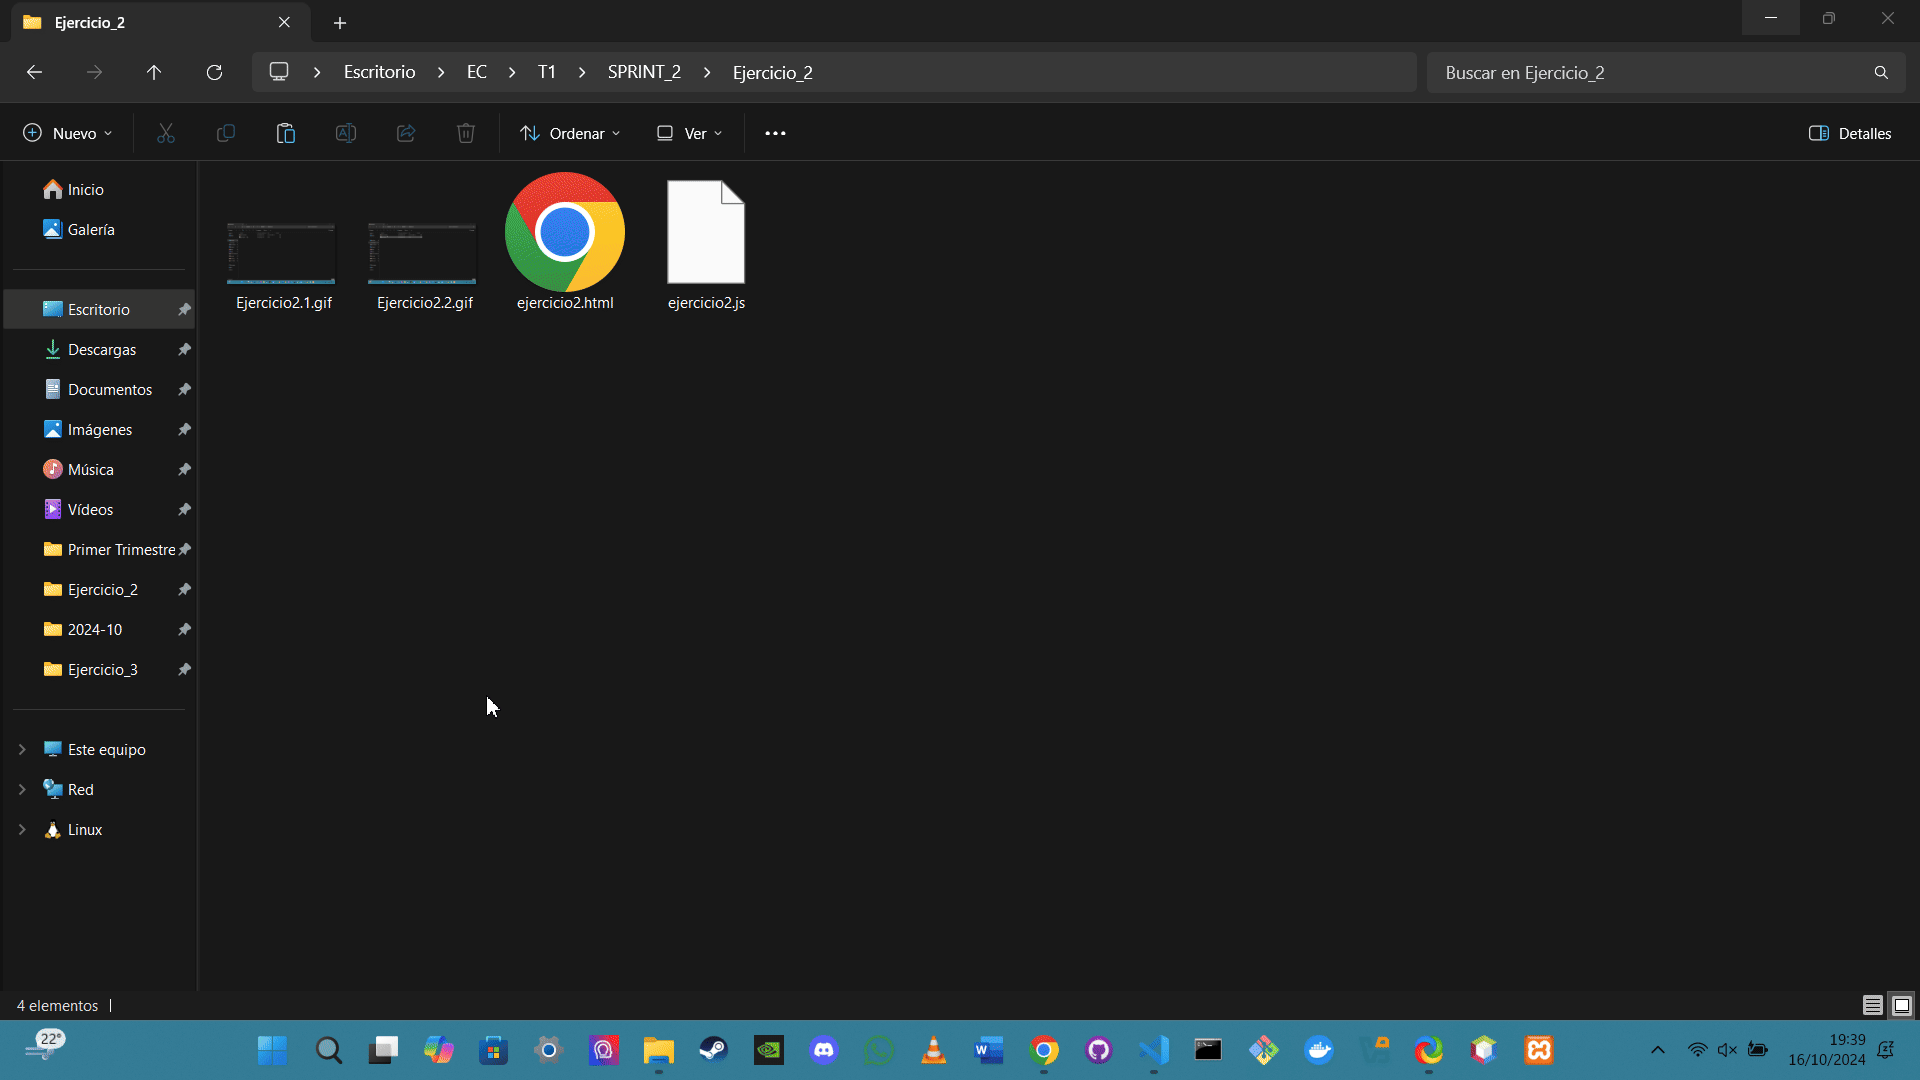 Ejercicio_2
Escritorio
EC
T1
SPRINT_2
Ejercicio_2
Buscar en Ejercicio_2
Nuevo
Ordenar
Ver
Detalles
Inicio
Galería
Escritorio
Descargas
Documentos
Imágenes
Música
Vídeos
Primer Trimestre
Ejercicio_2
2024-10
Ejercicio_3
Este equipo
Red
Linux
Ejercicio2.1.gif
Ejercicio2.2.gif
ejercicio2.html
ejercicio2.js
4 elementos
22°
19:39
16/10/2024